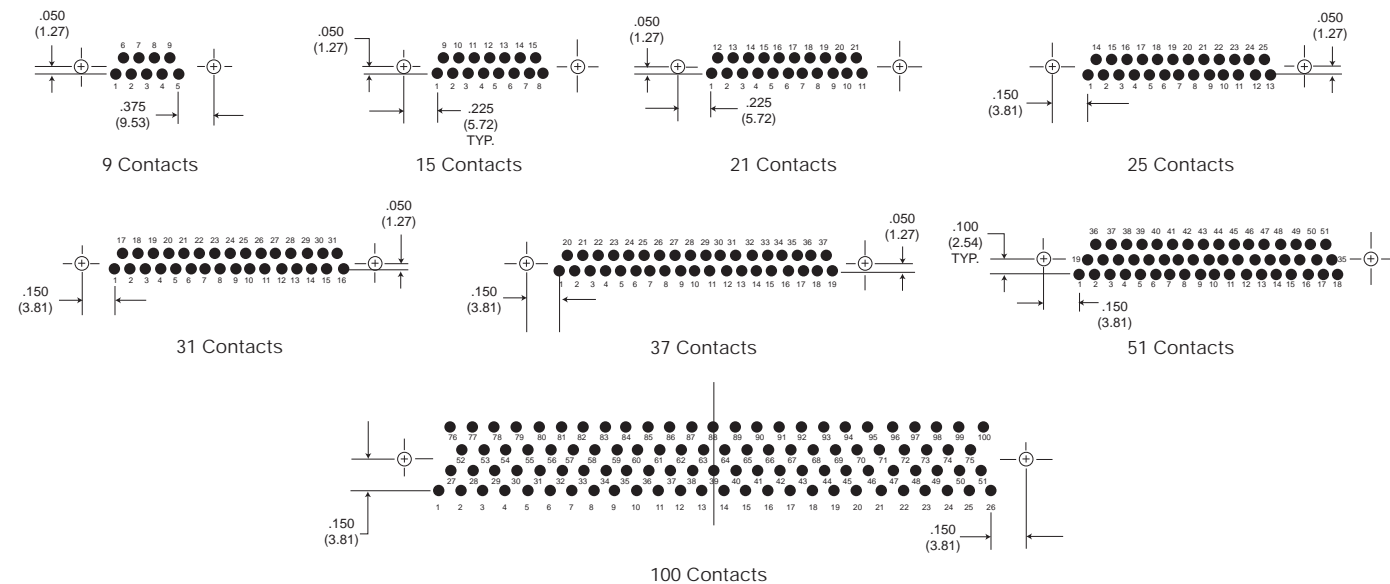 .050
(1.27)
6 7 8 9
1 2 3 4 5
.375
(9.53)
9 Contacts
.050
(1.27)
9 10 11 12 13 14 15
1 2 3 4 5 6 7 8
.225
(5.72)
TYP.
15 Contacts
.050
(1.27)
12 13 14 15 16 17 18 19 20 21
1 2 3 4 5 6 7 8 9 10 11
.225
(5.72)
21 Contacts
.050
(1.27)
14 15 16 17 18 19 20 21 22 23 24 25
1 2 3 4 5 6 7 8 9 10 11 12 13
.150
(3.81)
25 Contacts
.050
(1.27)
17 18 19 20 21 22 23 24 25 26 27 28 29 30 31
1 2 3 4 5 6 7 8 9 10 11 12 13 14 15 16
.150
(3.81)
31 Contacts
.050
(1.27)
20 21 22 23 24 25 26 27 28 29 30 31 32 33 34 35 36 37
1 2 3 4 5 6 7 8 9 10 11 12 13 14 15 16 17 18 19
.150
(3.81)
37 Contacts
.100
(2.54)
TYP.
36 37 38 39 40 41 42 43 44 45 46 47 48 49 50 51
19 35
1 2 3 4 5 6 7 8 9 10 11 12 13 14 15 16 17 18
.150
(3.81)
51 Contacts
76 77 78 79 80 81 82 83 84 85 86 87 88 89 90 91 92 93 94 95 96 97 98 99 100
52 53 54 55 56 57 58 59 60 61 62 63 64 65 66 67 68 69 70 71 72 73 74 75
27 28 29 30 31 32 33 34 35 36 37 38 39 40 41 42 43 44 45 46 47 48 49 50 51
1 2 3 4 5 6 7 8 9 10 11 12 13 14 15 16 17 18 19 20 21 22 23 24 25 26
.150
(3.81)
.150
(3.81)
100 Contacts